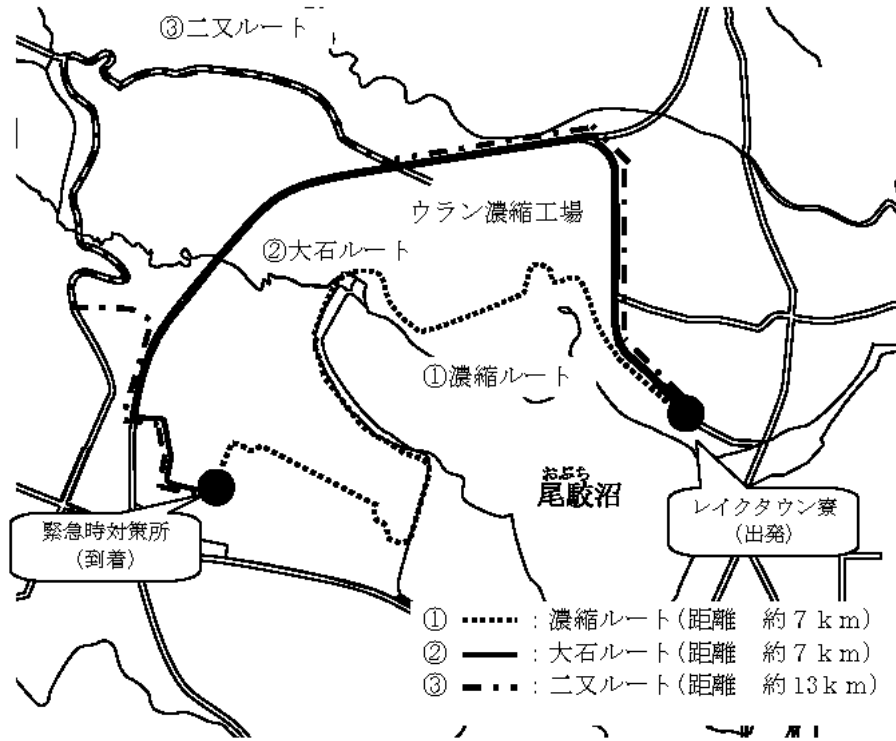 ③二又ルート
ウラン濃縮工場
②大石ルート
①濃縮ルート
おぶち
尾駮沼
レイクタウン寮
(出発)
緊急時対策所
(到着)
① : 濃縮ルート(距離 約7km)
② : 大石ルート(距離 約7km)
③ : 二又ルート(距離 約13km)